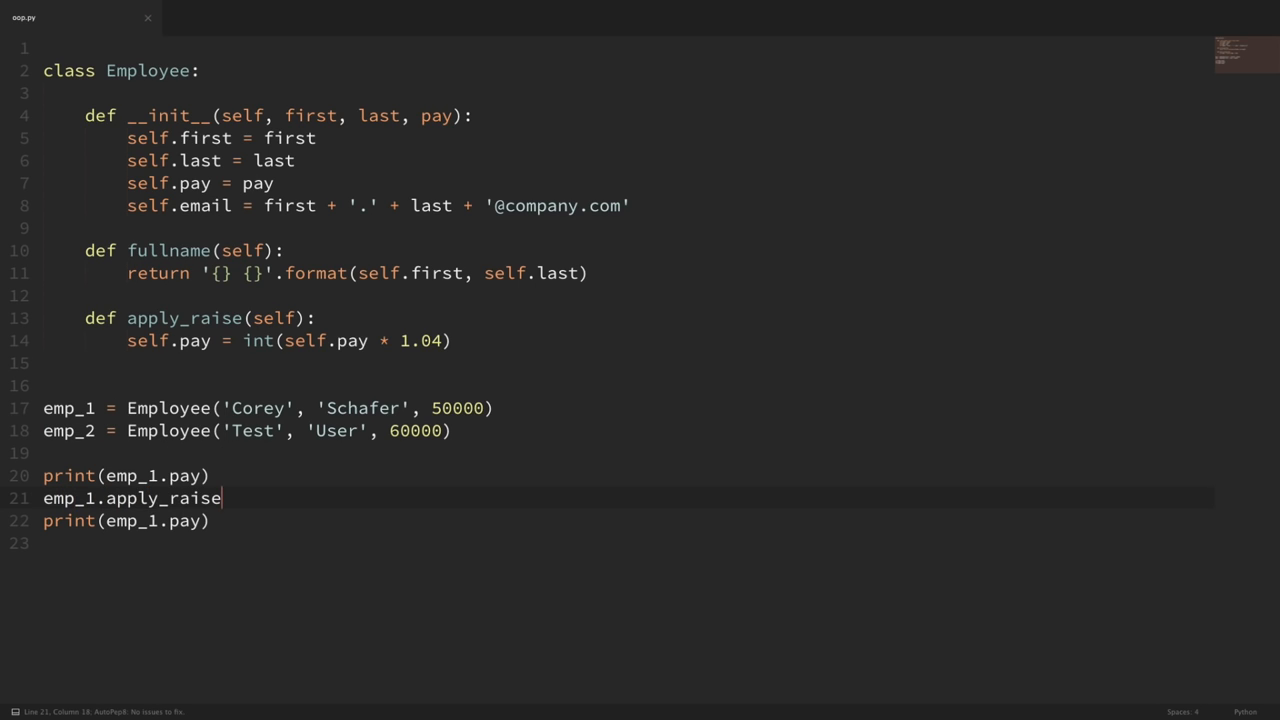 oop.py ×
1
2 class Employee:
3
4     def __init__(self, first, last, pay):
5         self.first = first
6         self.last = last
7         self.pay = pay
8         self.email = first + '.' + last + '@company.com'
9
10     def fullname(self):
11         return '{} {}'.format(self.first, self.last)
12
13     def apply_raise(self):
14         self.pay = int(self.pay * 1.04)
15
16
17 emp_1 = Employee('Corey', 'Schafer', 50000)
18 emp_2 = Employee('Test', 'User', 60000)
19
20 print(emp_1.pay)
21 emp_1.apply_raise
22 print(emp_1.pay)
23
Line 21, Column 18; AutoPep8: No issues to fix. Spaces: 4 Python